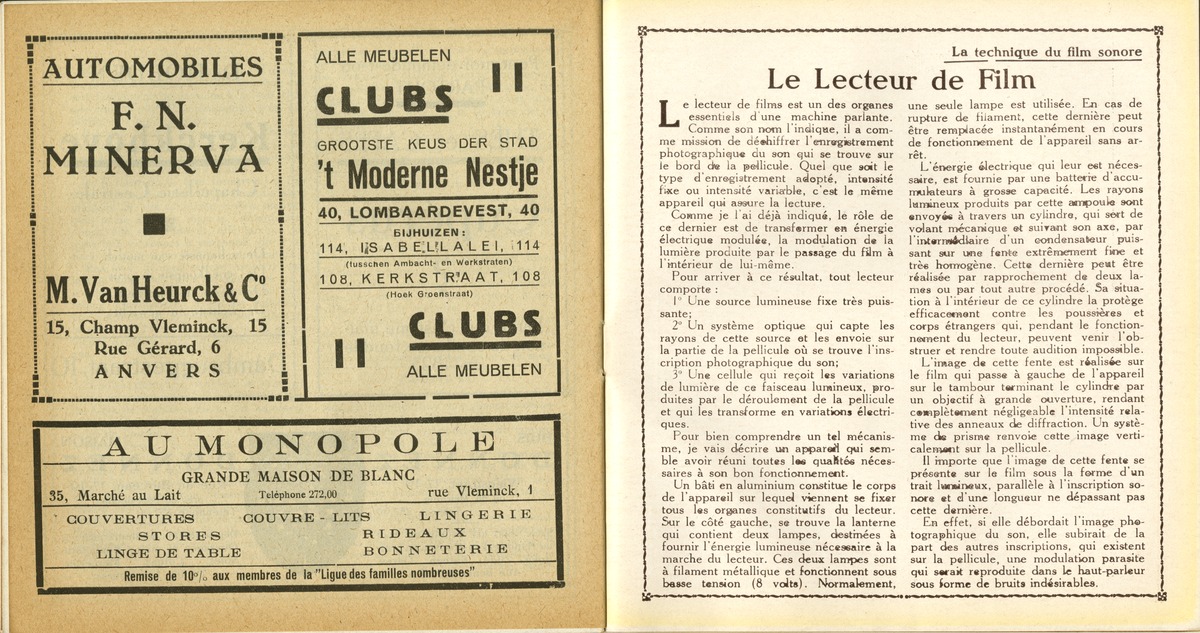 AUTOMOBILES
F. N.
MINERVA
M. Van Heurck & Cº
15, Champ Vleminck, 15
Rue Gérard, 6
ANVERS
ALLE MEUBELEN
CLUBS
GROOTSTE KEUS DER STAD
't Moderne Nestje
40, LOMBAARDEVEST, 40
BIJHUIZEN :
114, ISABELLALEI, 114
(tusschen Ambacht- en Werkstraten)
108, KERKSTRAAT, 108
(Hoek Groenstraat)
CLUBS
ALLE MEUBELEN
AU MONOPOLE
GRANDE MAISON DE BLANC
35, Marché au Lait Téléphone 272,00 rue Vleminck, 1
COUVERTURES COUVRE - LITS LINGERIE
STORES RIDEAUX
LINGE DE TABLE BONNETERIE
Remise de 10% aux membres de la "Ligue des familles nombreuses"
La technique du film sonore
Le Lecteur de Film
Le lecteur de films est un des organes
essentiels d'une machine parlante.
Comme son nom l'indique, il a com-
me mission de déchiffrer l'enregistrement
photographique du son qui se trouve sur
le bord de la pellicule. Quel que soit le
type d'enregistrement adopté, intensité
fixe ou intensité variable, c'est le même
appareil qui assure la lecture.
Comme je l'ai déjà indiqué, le rôle de
ce dernier est de transformer en énergie
électrique modulée, la modulation de la
lumière produite par le passage du film à
l'intérieur de lui-même.
Pour arriver à ce résultat, tout lecteur
comporte :
1º Une source lumineuse fixe très puis-
sante;
2º Un système optique qui capte les
rayons de cette source et les envoie sur
la partie de la pellicule où se trouve l'ins-
cription photographique du son;
3º Une cellule qui reçoit les variations
de lumière de ce faisceau lumineux, pro-
duites par le déroulement de la pellicule
et qui les transforme en variations électri-
ques.
Pour bien comprendre un tel mécanis-
me, je vais décrire un appareil qui sem-
ble avoir réuni toutes les qualités néces-
saires à son bon fonctionnement.
Un bâti en aluminium constitue le corps
de l'appareil sur lequel viennent se fixer
tous les organes constitutifs du lecteur.
Sur le côté gauche, se trouve la lanterne
qui contient deux lampes, destinées à
fournir l'énergie lumineuse nécessaire à la
marche du lecteur. Ces deux lampes sont
à filament métallique et fonctionnent sous
basse tension (8 volts). Normalement,
une seule lampe est utilisée. En cas de
rupture de filament, cette dernière peut
être remplacée instantanément en cours
de fonctionnement de l'appareil sans ar-
rêt.
L'énergie électrique qui leur est néces-
saire, est fournie par une batterie d'accu-
mulateurs à grosse capacité. Les rayons
lumineux produits par cette ampoule sont
envoyés à travers un cylindre, qui sert de
volant mécanique et suivant son axe, par
l'intermédiaire d'un condensateur puis-
sant sur une fente extrêmement fine et
très homogène. Cette dernière peut être
réalisée par rapprochement de deux la-
mes ou par tout autre procédé. Sa situa-
tion à l'intérieur de ce cylindre la protège
efficacement contre les poussières et
corps étrangers qui, pendant le fonction-
nement du lecteur, peuvent venir l'ob-
struer et rendre toute audition impossible.
L'image de cette fente est réalisée sur
le film qui passe à gauche de l'appareil
sur le tambour terminant le cylindre par
un objectif à grande ouverture, rendant
complètement négligeable l'intensité rela-
tive des anneaux de diffraction. Un systè-
me de prisme renvoie cette image verti-
calement sur la pellicule.
Il importe que l'image de cette fente se
présente sur le film sous la forme d'un
trait lumineux, parallèle à l'inscription so-
nore et d'une longueur ne dépassant pas
cette dernière.
En effet, si elle débordait l'image pho-
tographique du son, elle subirait de la
part des autres inscriptions, qui existent
sur la pellicule, une modulation parasite
qui serait reproduite dans le haut-parleur
sous forme de bruits indésirables.